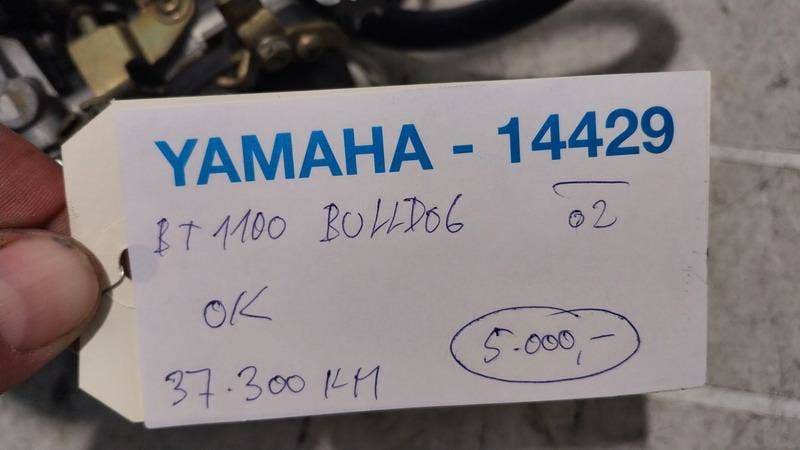 YAMAHA - 14429
BT 1100 BULLDOG 02
OK
5.000,-
37.300 KM